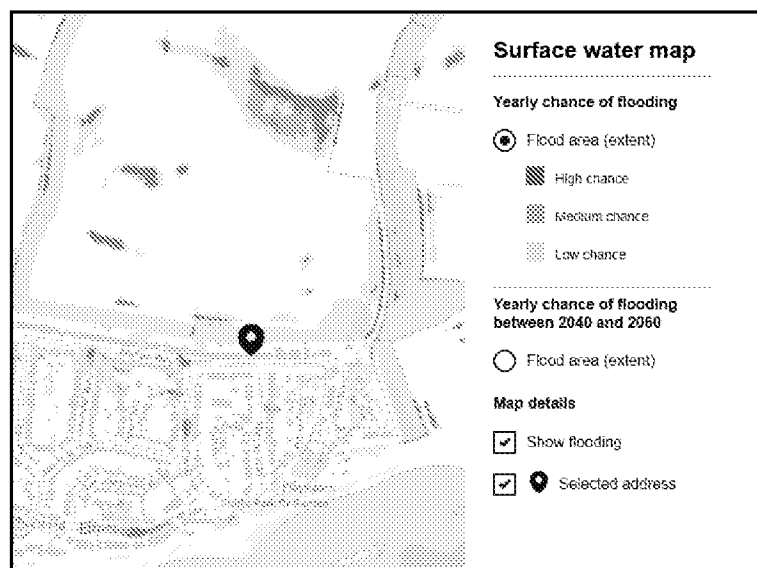 Surface water map
Yearly chance of flooding
Flood area (extent)
High chance
Medium chance
Low chance
Yearly chance of flooding
between 2040 and 2060
Flood area (extent)
Map details
Show flooding
Selected address